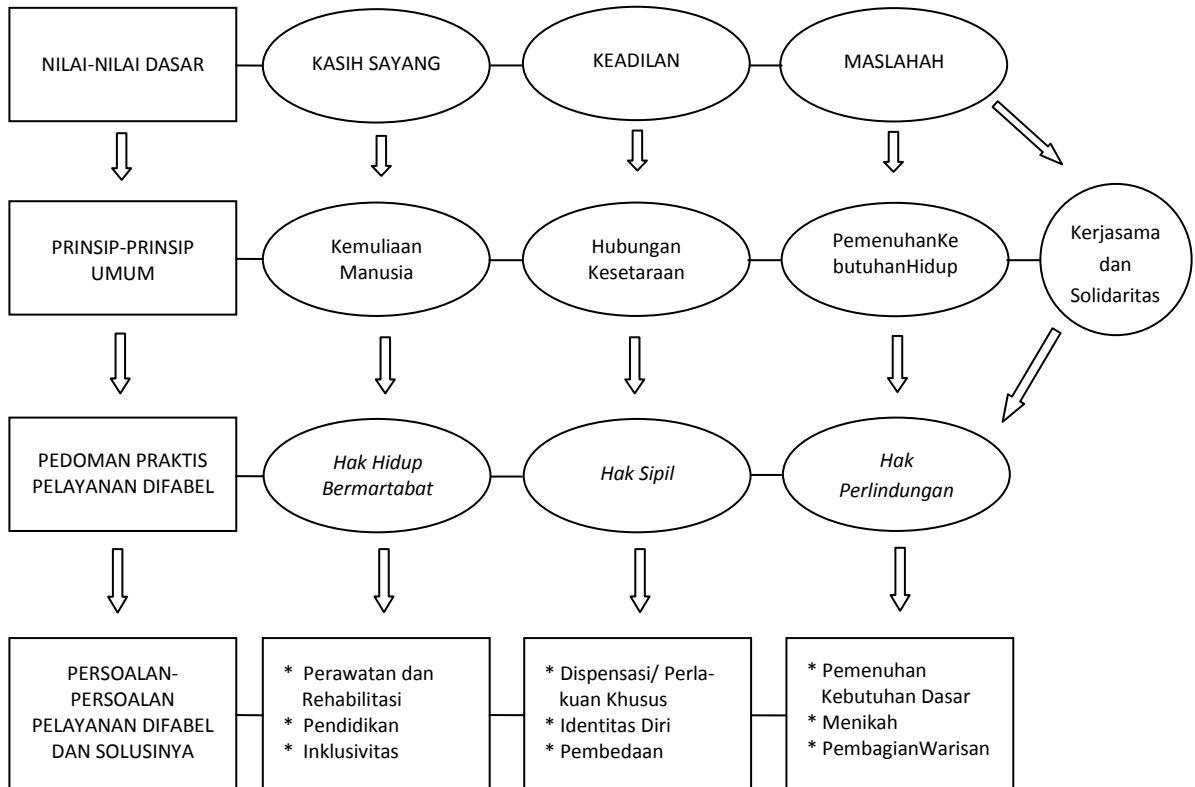 NILAI-NILAI DASAR
KASIH SAYANG
KEADILAN
MASLAHAH
PRINSIP-PRINSIP
UMUM
Kemuliaan
Manusia
Hubungan
Kesetaraan
PemenuhanKe
butuhanHidup
Kerjasama
dan
Solidaritas
PEDOMAN PRAKTIS
PELAYANAN DIFABEL
Hak Hidup
Bermartabat
Hak Sipil
Hak
Perlindungan
PERSOALAN-
PERSOALAN
PELAYANAN DIFABEL
DAN SOLUSINYA
* Perawatan dan
Rehabilitasi
* Pendidikan
* Inklusivitas
* Dispensasi/ Perla-
kuan Khusus
* Identitas Diri
* Pembedaan
* Pemenuhan
Kebutuhan Dasar
* Menikah
* PembagianWarisan